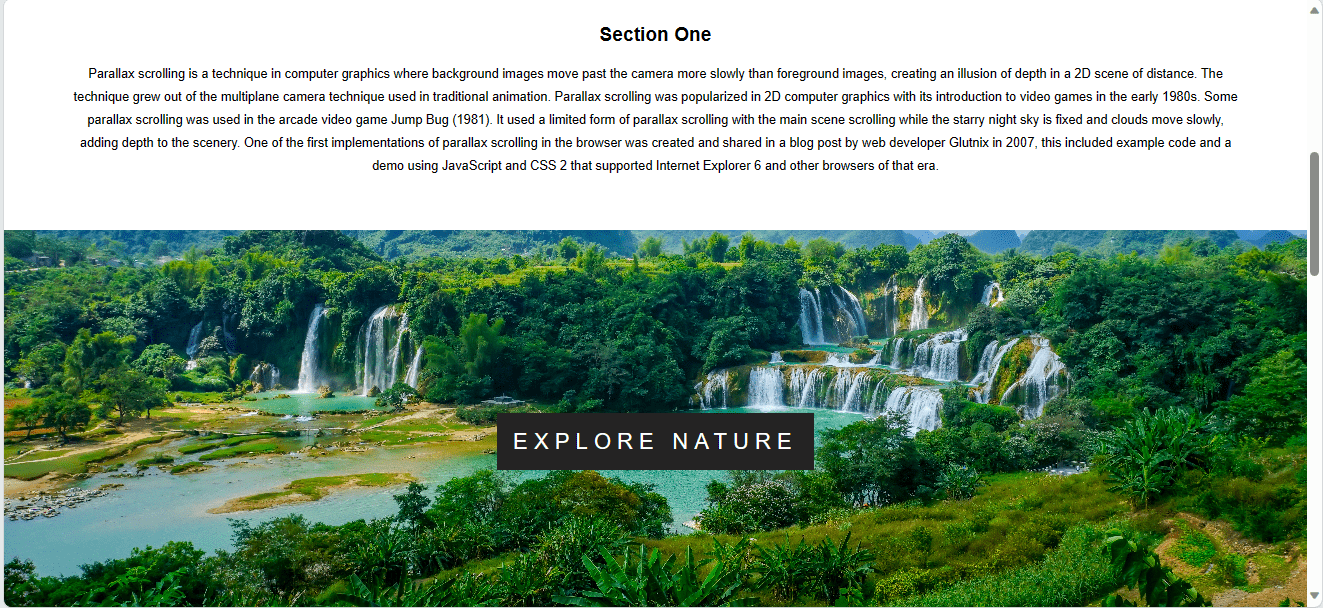 Section One
Parallax scrolling is a technique in computer graphics where background images move past the camera more slowly than foreground images, creating an illusion of depth in a 2D scene of distance. The
technique grew out of the multiplane camera technique used in traditional animation. Parallax scrolling was popularized in 2D computer graphics with its introduction to video games in the early 1980s. Some
parallax scrolling was used in the arcade video game Jump Bug (1981). It used a limited form of parallax scrolling with the main scene scrolling while the starry night sky is fixed and clouds move slowly,
adding depth to the scenery. One of the first implementations of parallax scrolling in the browser was created and shared in a blog post by web developer Glutnix in 2007, this included example code and a
demo using JavaScript and CSS 2 that supported Internet Explorer 6 and other browsers of that era.
EXPLORE NATURE